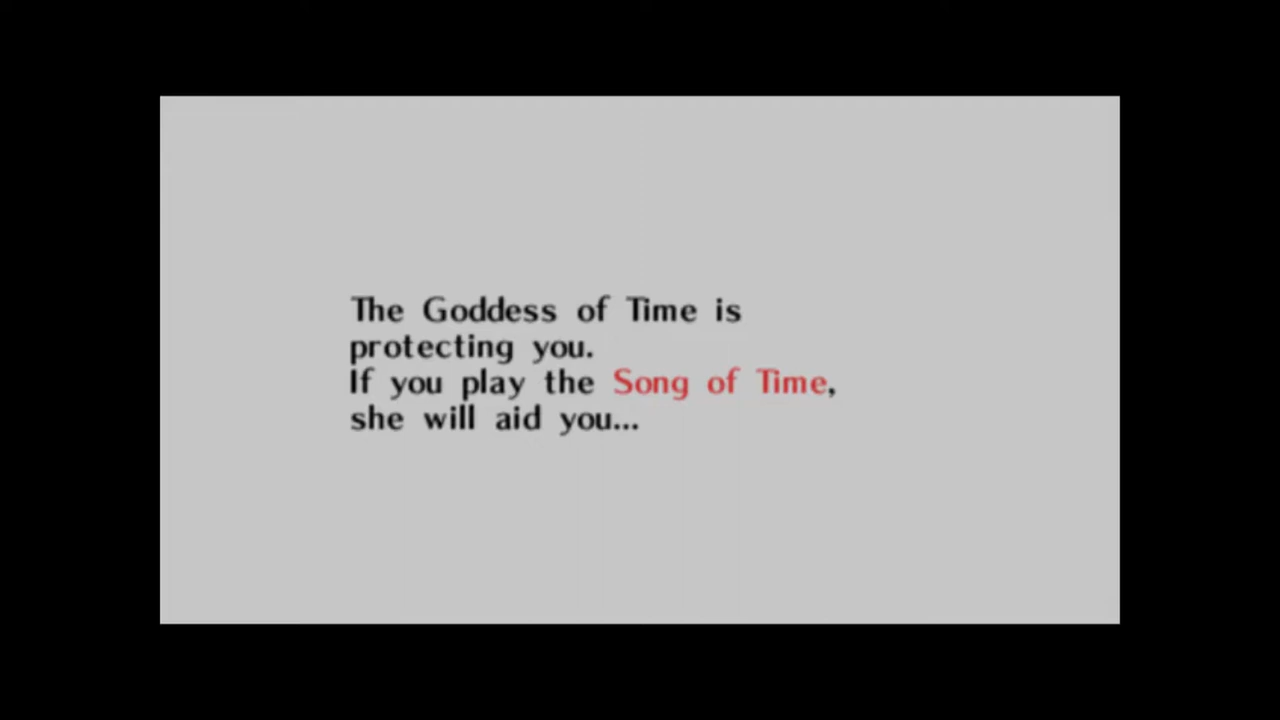 The Goddess of Time is
protecting you.
If you play the Song of Time,
she will aid you...